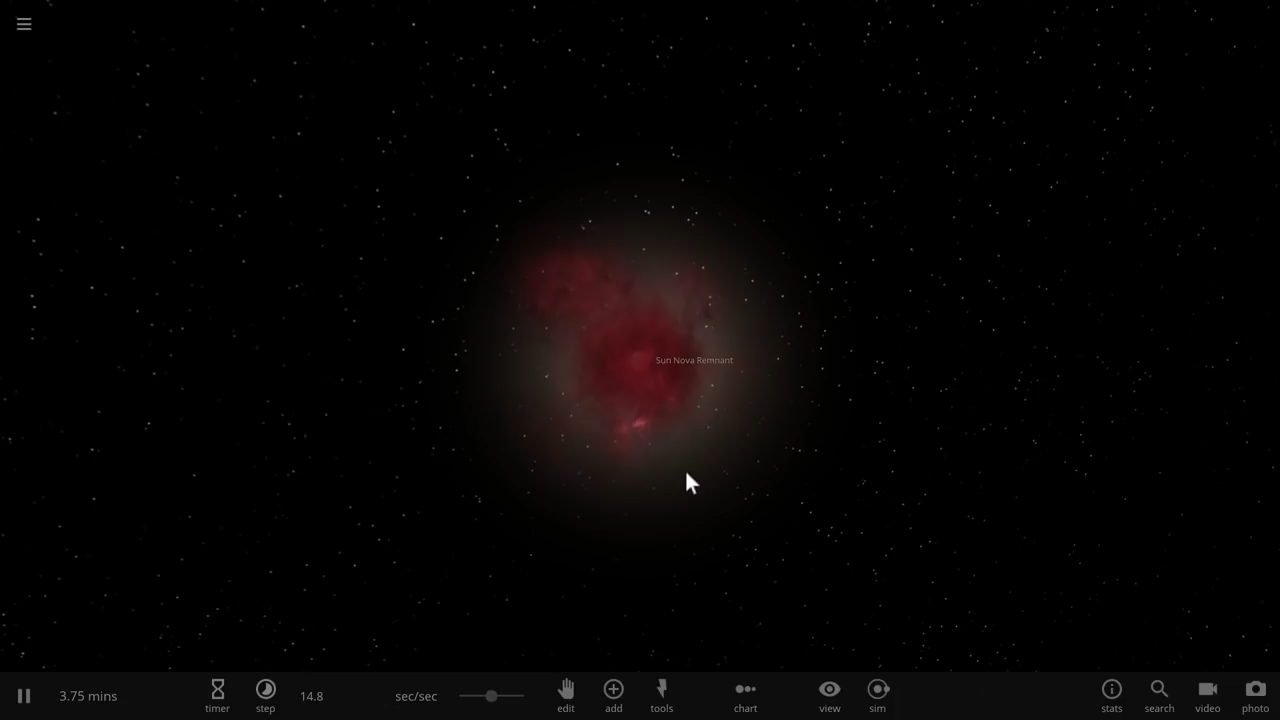 Sun Nova Remnant
3.75 mins
timer
step
14.8
sec/sec
edit
add
tools
chart
view
sim
stats
search
video
photo